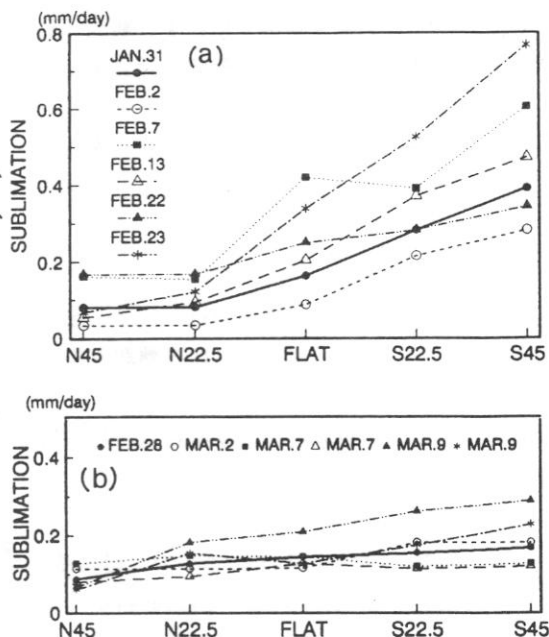 (mm/day)
0.8
(a)
JAN.31
FEB.2
0.6
FEB.7
FEB.13
SUBLIMATION
0.4
FEB.22
FEB.23
0.2
0
N45 N22.5 FLAT S22.5 S45
(mm/day)
FEB.28 MAR.2 MAR.7 MAR.7 MAR.9 MAR.9
0.4
(b)
SUBLIMATION
0.2
0
N45 N22.5 FLAT S22.5 S45